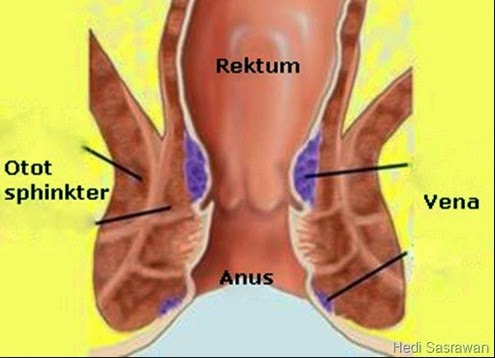 Rektum
Otot
sphinkter
Vena
Anus
Hedi Sasrawan